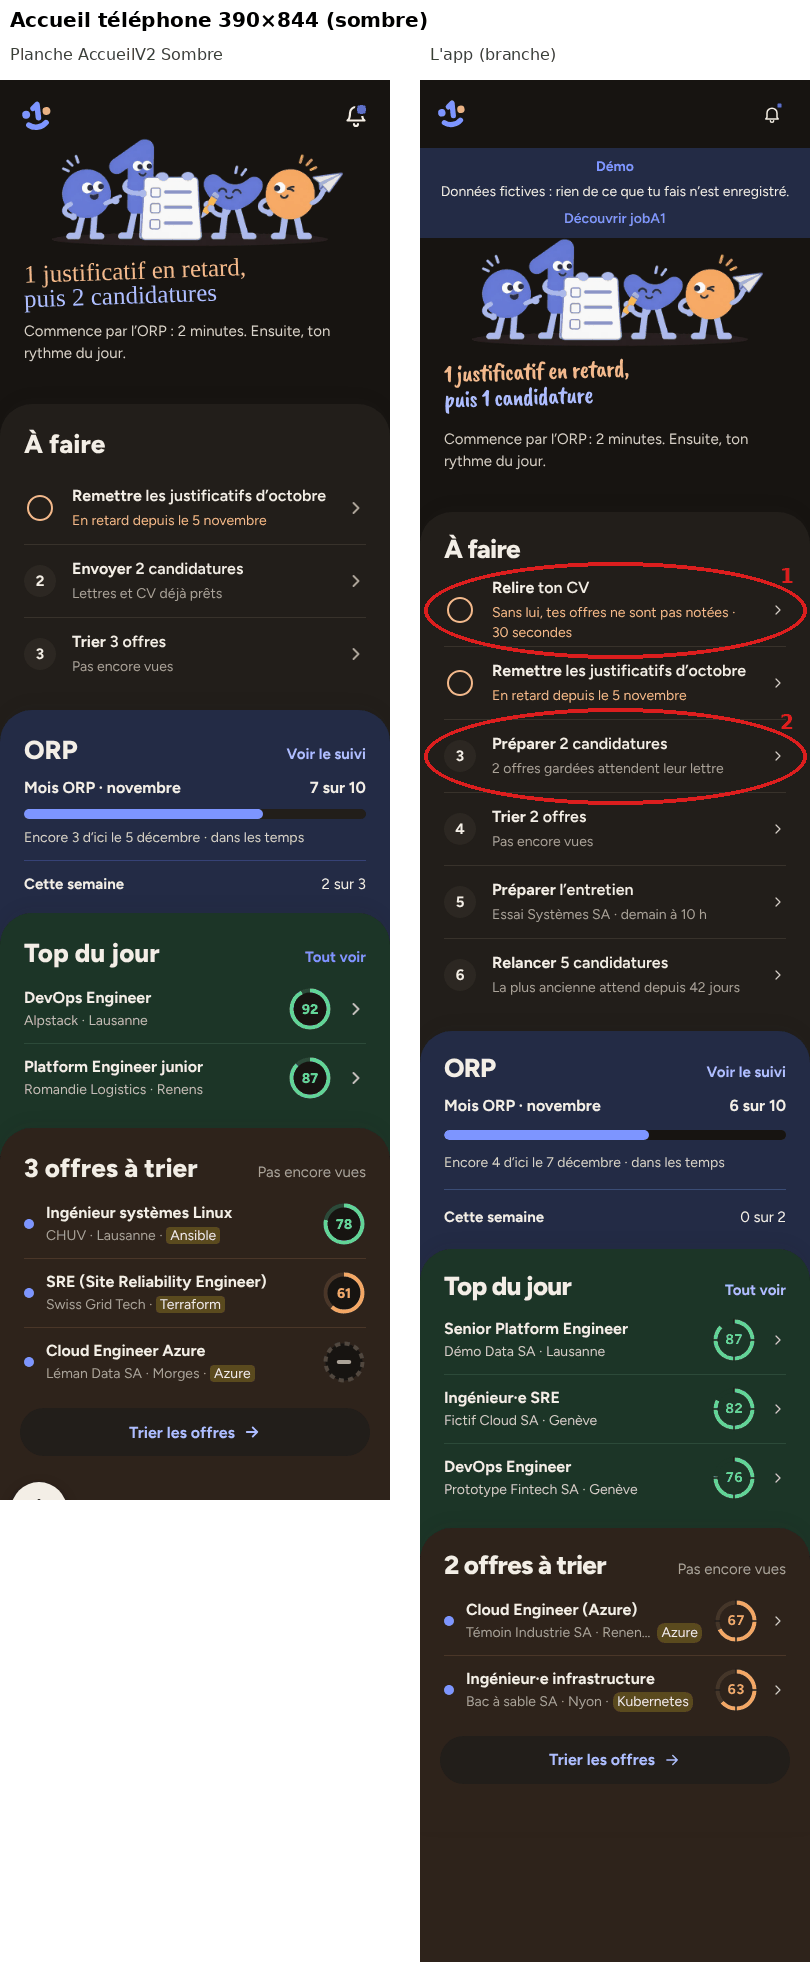 Accueil téléphone 390×844 (sombre)
Planche AccueilV2 Sombre
1 justificatif en retard,
puis 2 candidatures
Commence par l’ORP : 2 minutes. Ensuite, ton
rythme du jour.
À faire
Remettre les justificatifs d’octobre
En retard depuis le 5 novembre
2
Envoyer 2 candidatures
Lettres et CV déjà prêts
3
Trier 3 offres
Pas encore vues
ORP
Voir le suivi
Mois ORP · novembre
7 sur 10
Encore 3 d’ici le 5 décembre · dans les temps
Cette semaine
2 sur 3
Top du jour
Tout voir
DevOps Engineer
Alpstack · Lausanne
92
Platform Engineer junior
Romandie Logistics · Renens
87
3 offres à trier
Pas encore vues
Ingénieur systèmes Linux
CHUV · Lausanne · Ansible
78
SRE (Site Reliability Engineer)
Swiss Grid Tech · Terraform
61
Cloud Engineer Azure
Léman Data SA · Morges · Azure
Trier les offres →
L'app (branche)
Démo
Données fictives : rien de ce que tu fais n’est enregistré.
Découvrir jobA1
1 justificatif en retard,
puis 1 candidature
Commence par l’ORP : 2 minutes. Ensuite, ton
rythme du jour.
À faire
1
Relire ton CV
Sans lui, tes offres ne sont pas notées ·
30 secondes
Remettre les justificatifs d’octobre
En retard depuis le 5 novembre
2
3
Préparer 2 candidatures
2 offres gardées attendent leur lettre
4
Trier 2 offres
Pas encore vues
5
Préparer l’entretien
Essai Systèmes SA · demain à 10 h
6
Relancer 5 candidatures
La plus ancienne attend depuis 42 jours
ORP
Voir le suivi
Mois ORP · novembre
6 sur 10
Encore 4 d’ici le 7 décembre · dans les temps
Cette semaine
0 sur 2
Top du jour
Tout voir
Senior Platform Engineer
Démo Data SA · Lausanne
87
Ingénieur·e SRE
Fictif Cloud SA · Genève
82
DevOps Engineer
Prototype Fintech SA · Genève
76
2 offres à trier
Pas encore vues
Cloud Engineer (Azure)
Témoin Industrie SA · Renen… Azure
67
Ingénieur·e infrastructure
Bac à sable SA · Nyon · Kubernetes
63
Trier les offres →